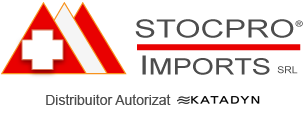 STOCPRO®
IMPORTS SRL
Distribuitor Autorizat KATADYN